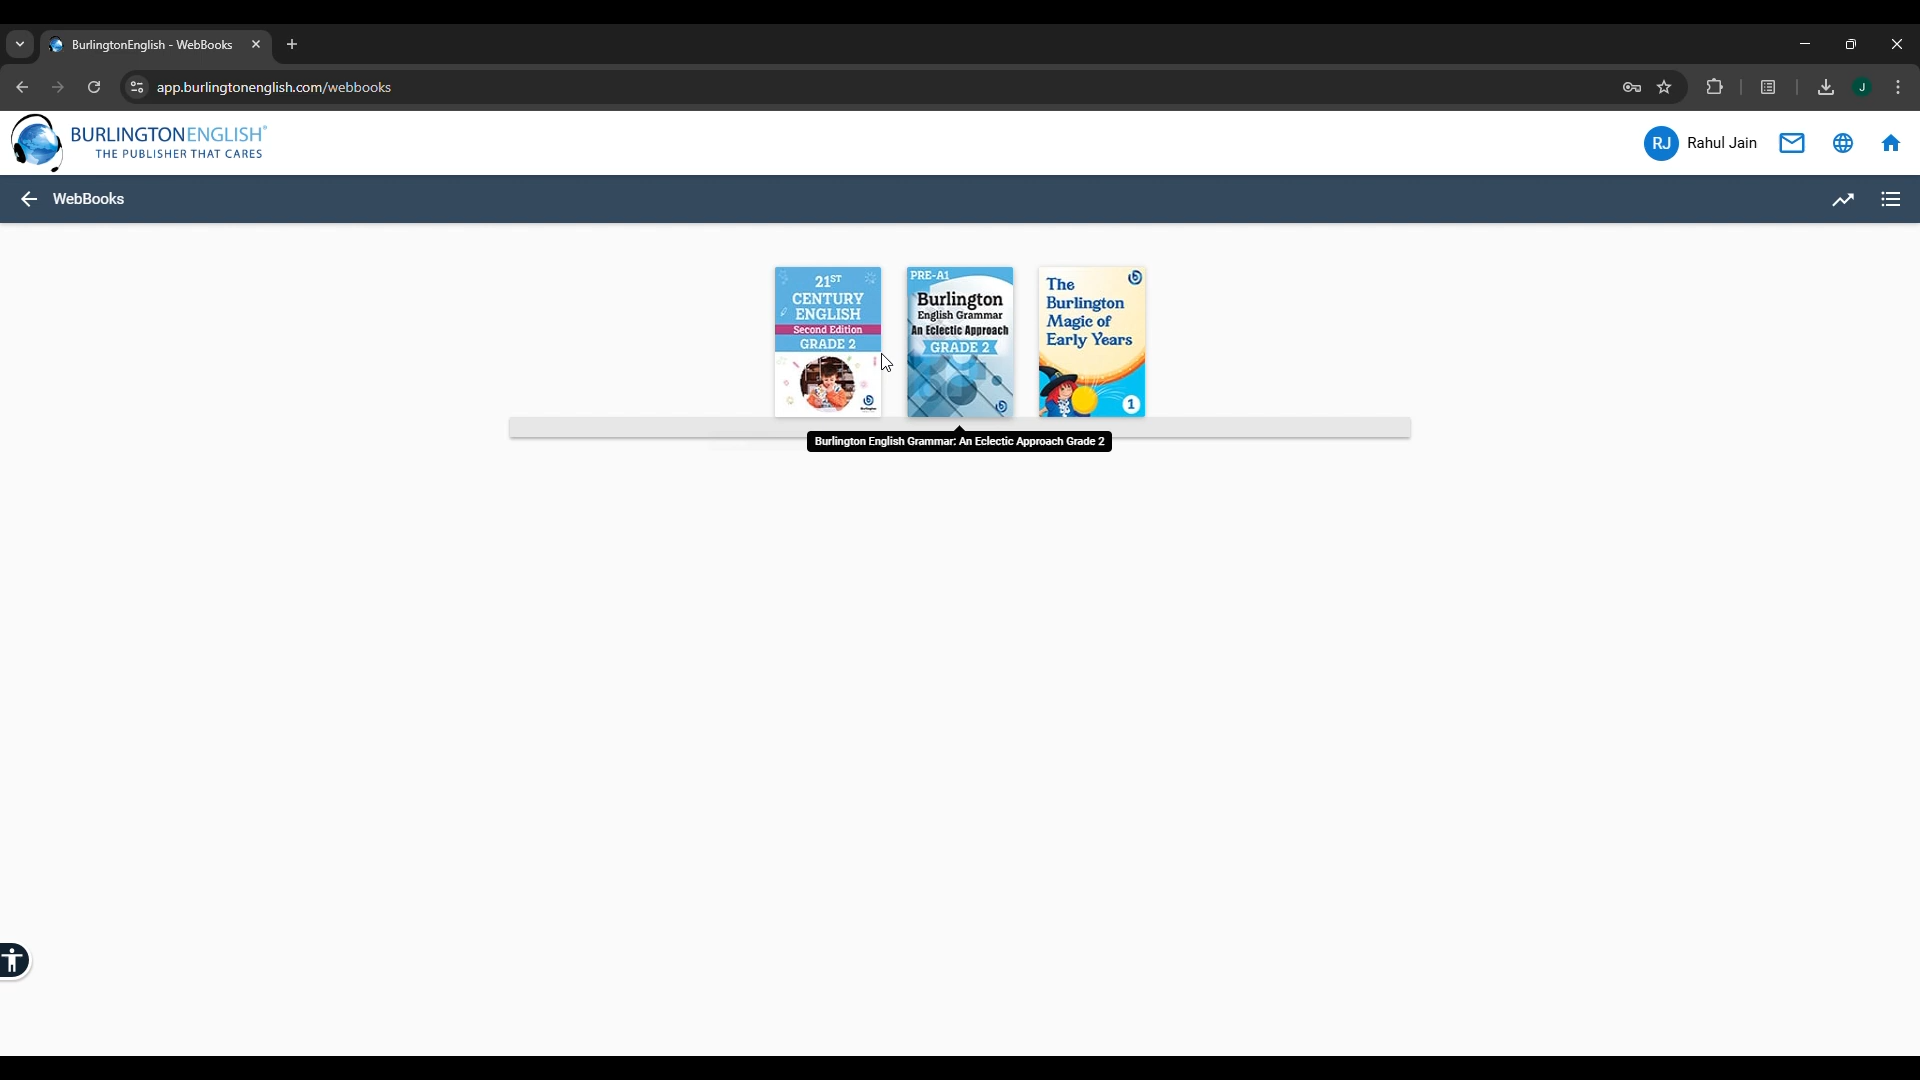 BurlingtonEnglish - WebBooks
app.burlingtonenglish.com/webbooks
J
BURLINGTONENGLISH®
THE PUBLISHER THAT CARES
RJ
Rahul Jain
WebBooks
21ST
CENTURY
ENGLISH
Second Edition
GRADE 2
PRE-A1
Burlington
English Grammar
An Eclectic Approach
GRADE 2
The
Burlington
Magic of
Early Years
1
Burlington English Grammar: An Eclectic Approach Grade 2